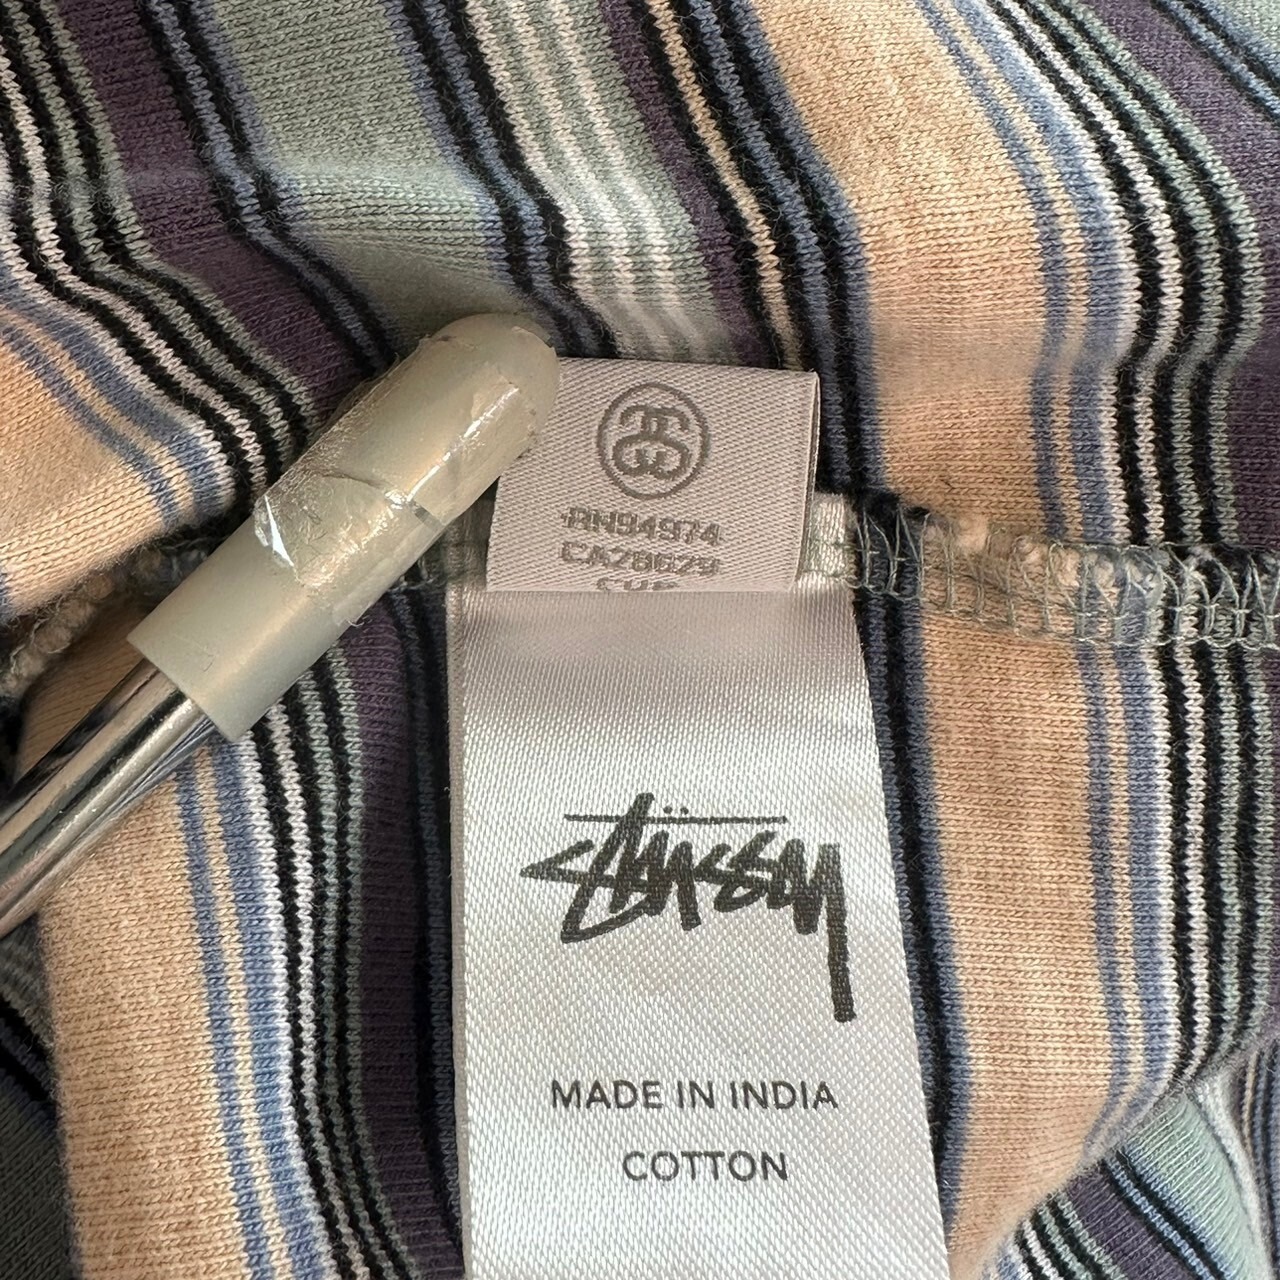 RN94974
CA28629
Stüssy
MADE IN INDIA
COTTON